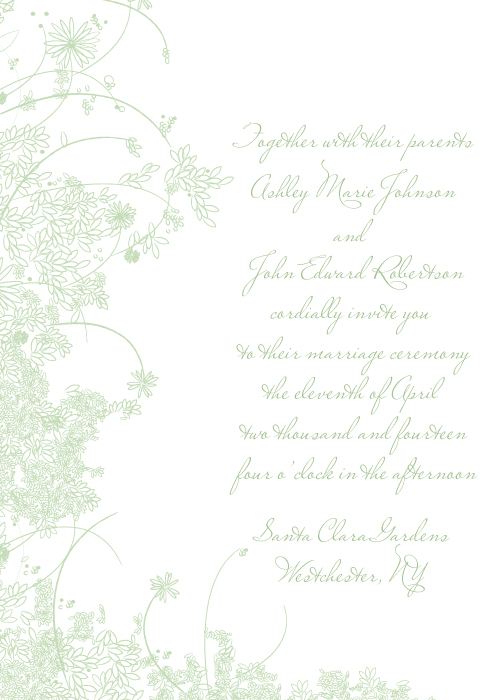 Together with their parents
Ashley Marie Johnson
and
John Edward Robertson
cordially invite you
to their marriage ceremony
the eleventh of April
two thousand and fourteen
four o'clock in the afternoon
Santa Clara Gardens
Westchester, NY